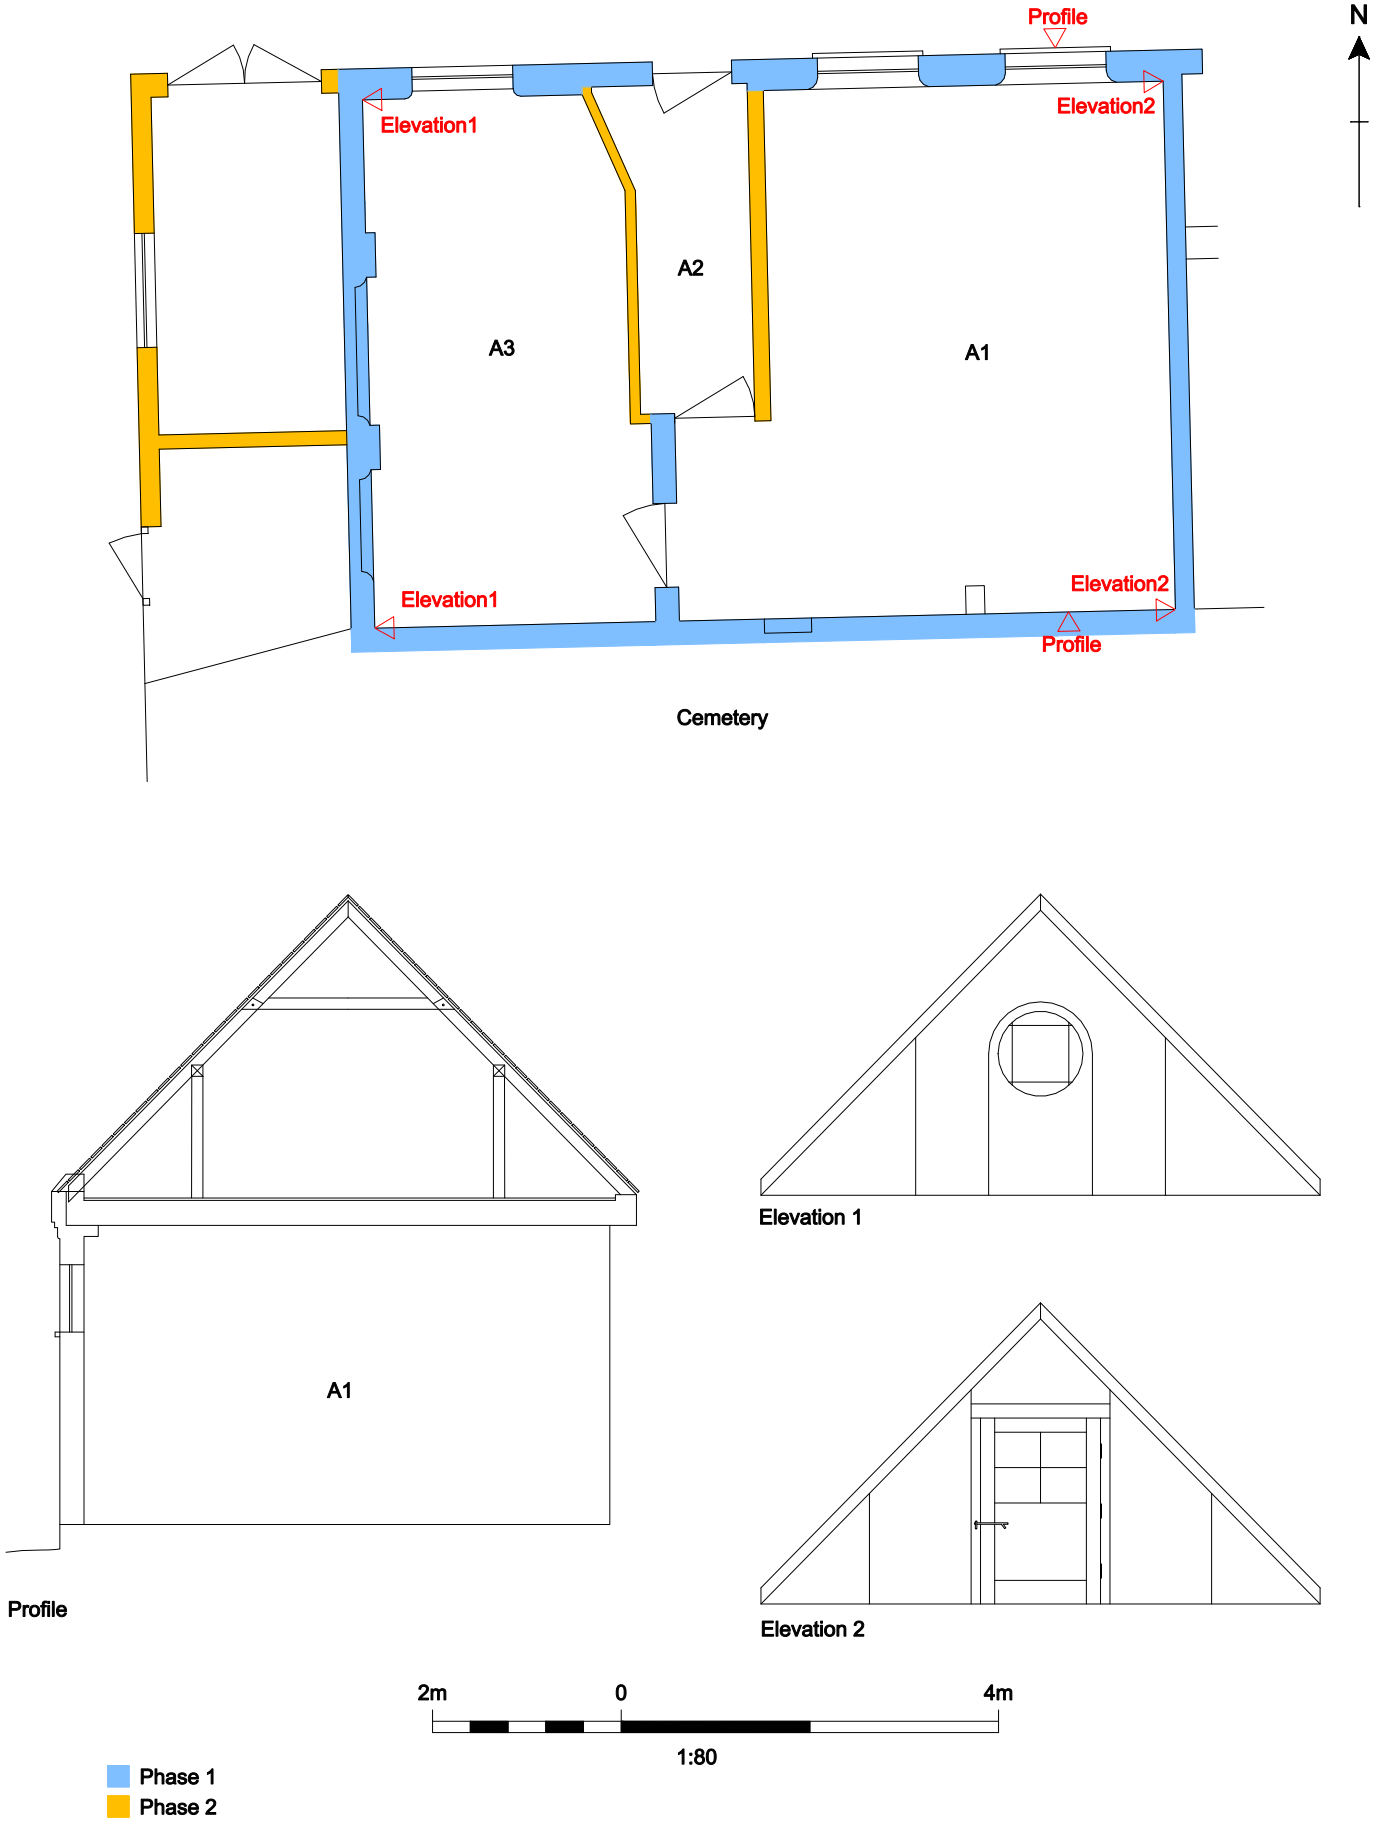 Profile
N
Elevation1
Elevation2
A2
A3
A1
Elevation1
Elevation2
Profile
Cemetery
Elevation 1
A1
Profile
Elevation 2
2m
0
4m
1:80
Phase 1
Phase 2